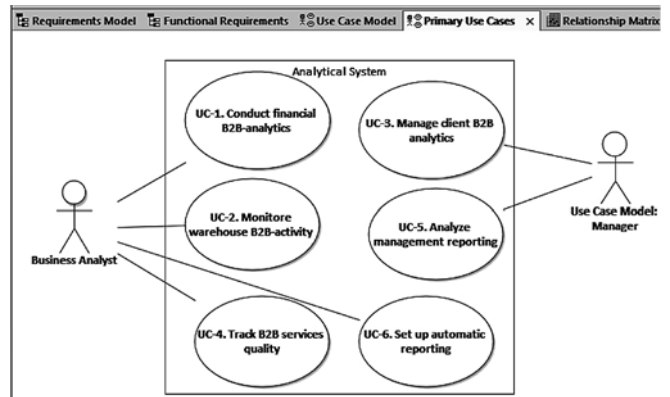 Requirements Model Functional Requirements Use Case Model Primary Use Cases × Relationship Matrix
Analytical System
UC-1. Conduct financial
B2B-analytics
UC-3. Manage client B2B
analytics
UC-2. Monitore
warehouse B2B-activity
UC-5. Analyze
management reporting
Use Case Model:
Manager
Business Analyst
UC-4. Track B2B services
quality
UC-6. Set up automatic
reporting